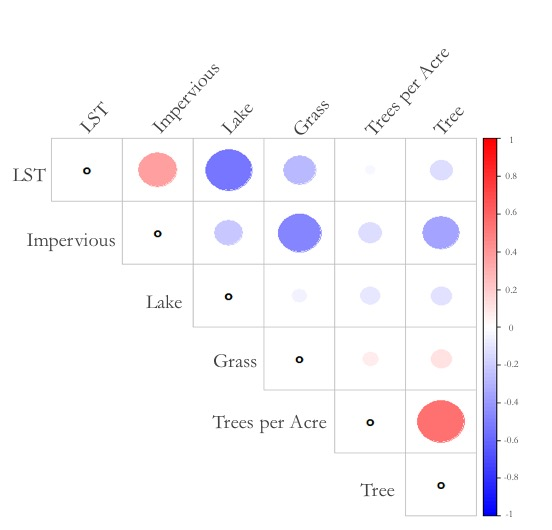 LST
Impervious
Lake
Grass
Trees per Acre
Tree
LST
Impervious
Lake
Grass
Trees per Acre
Tree
1
0.8
0.6
0.4
0.2
0
-0.2
-0.4
-0.6
-0.8
-1